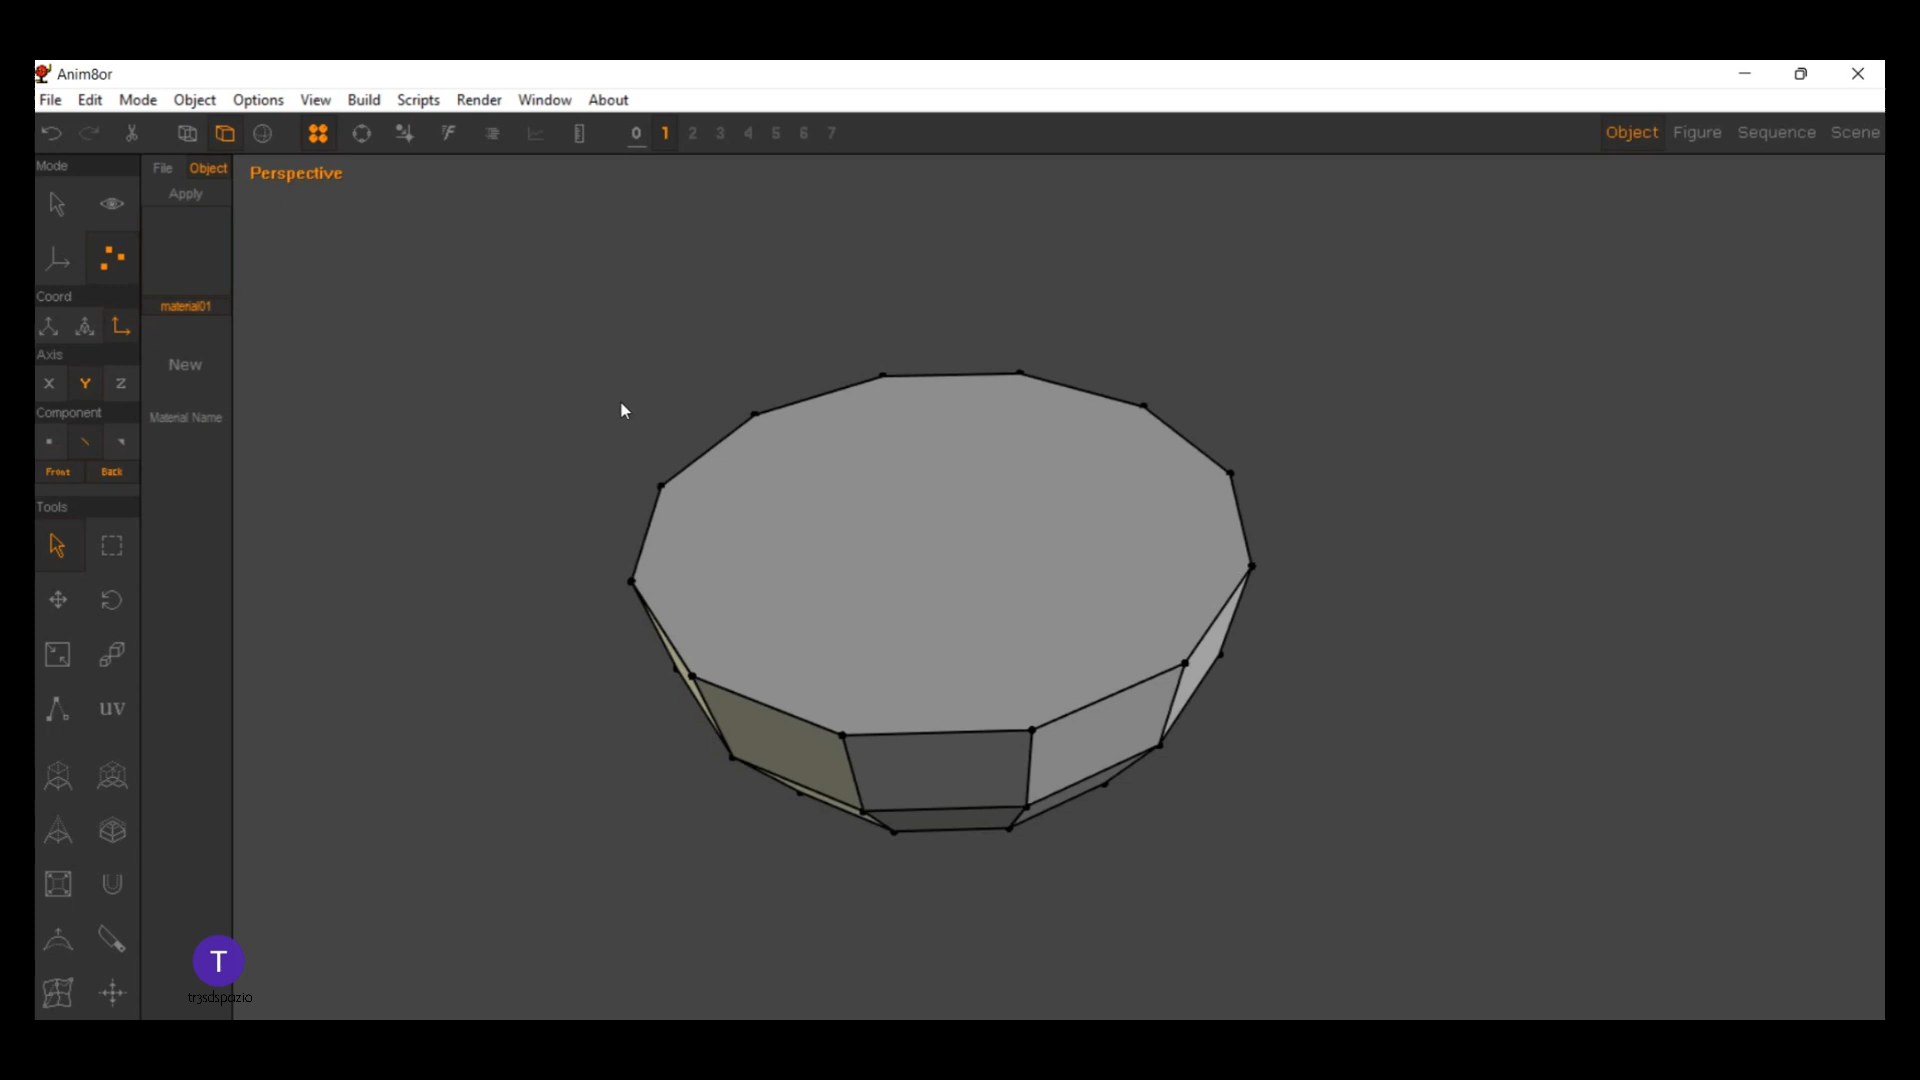 Anim8or
File Edit Mode Object Options View Build Scripts Render Window About
0 1 2 3 4 5 6 7 Object Figure Sequence Scene
Mode File Object Perspective
Apply
Coord
material01
Axis
New
X Y Z
Component
Material Name
Front Back
Tools
UV
T
tr3sdspazio